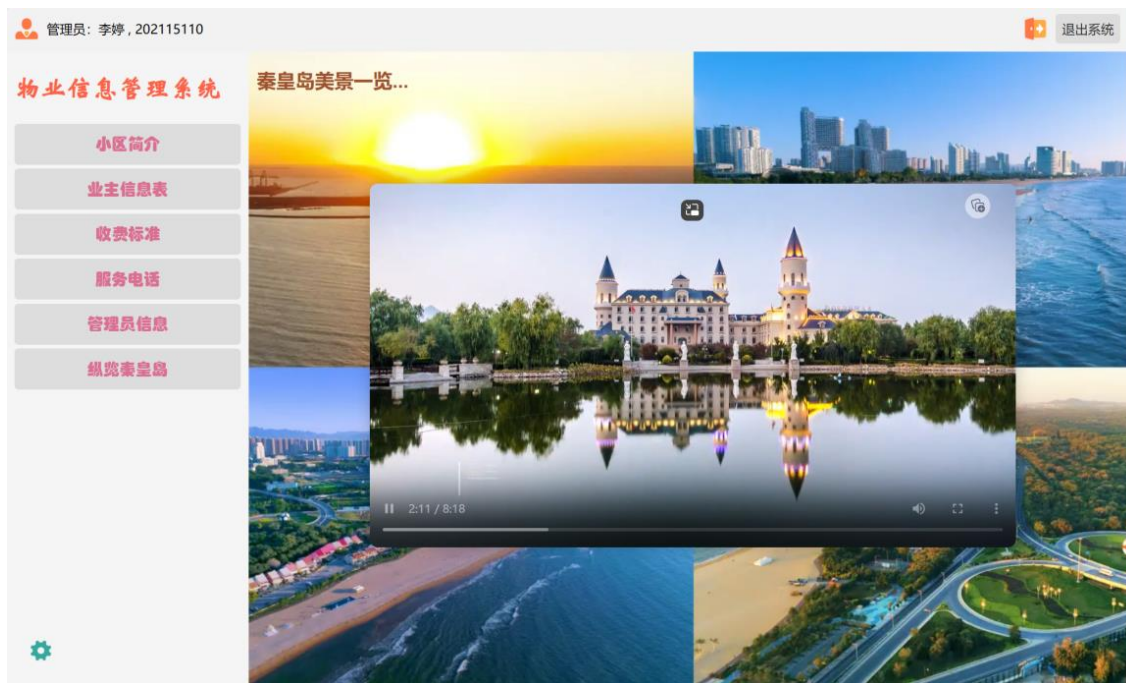 管理员：李婷 , 202115110
退出系统
物业信息管理系统
秦皇岛美景一览...
小区简介
业主信息表
收费标准
服务电话
管理员信息
纵览秦皇岛
2:11 / 8:18